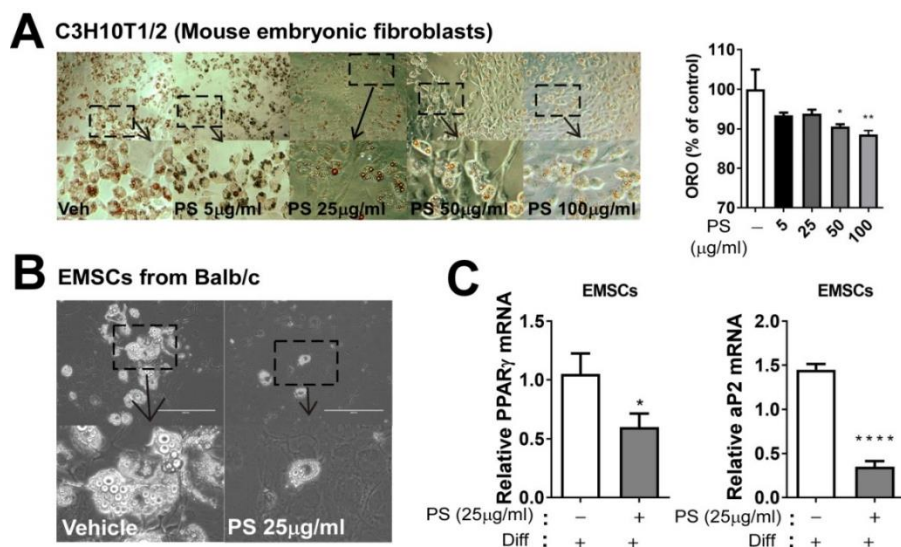 A
C3H10T1/2 (Mouse embryonic fibroblasts)
Veh
PS 5μg/ml
PS 25μg/ml
PS 50μg/ml
PS 100μg/ml
ORO (% of control)
110
100
90
80
70
*
**
PS
(μg/ml)
– 5 25 50 100
B
EMSCs from Balb/c
Vehicle
PS 25μg/ml
C
EMSCs
Relative PPARγ mRNA
1.5
1.0
0.5
0.0
*
PS (25μg/ml) : – +
Diff : + +
EMSCs
Relative aP2 mRNA
2.0
1.5
1.0
0.5
0.0
****
PS (25μg/ml) : – +
Diff : + +